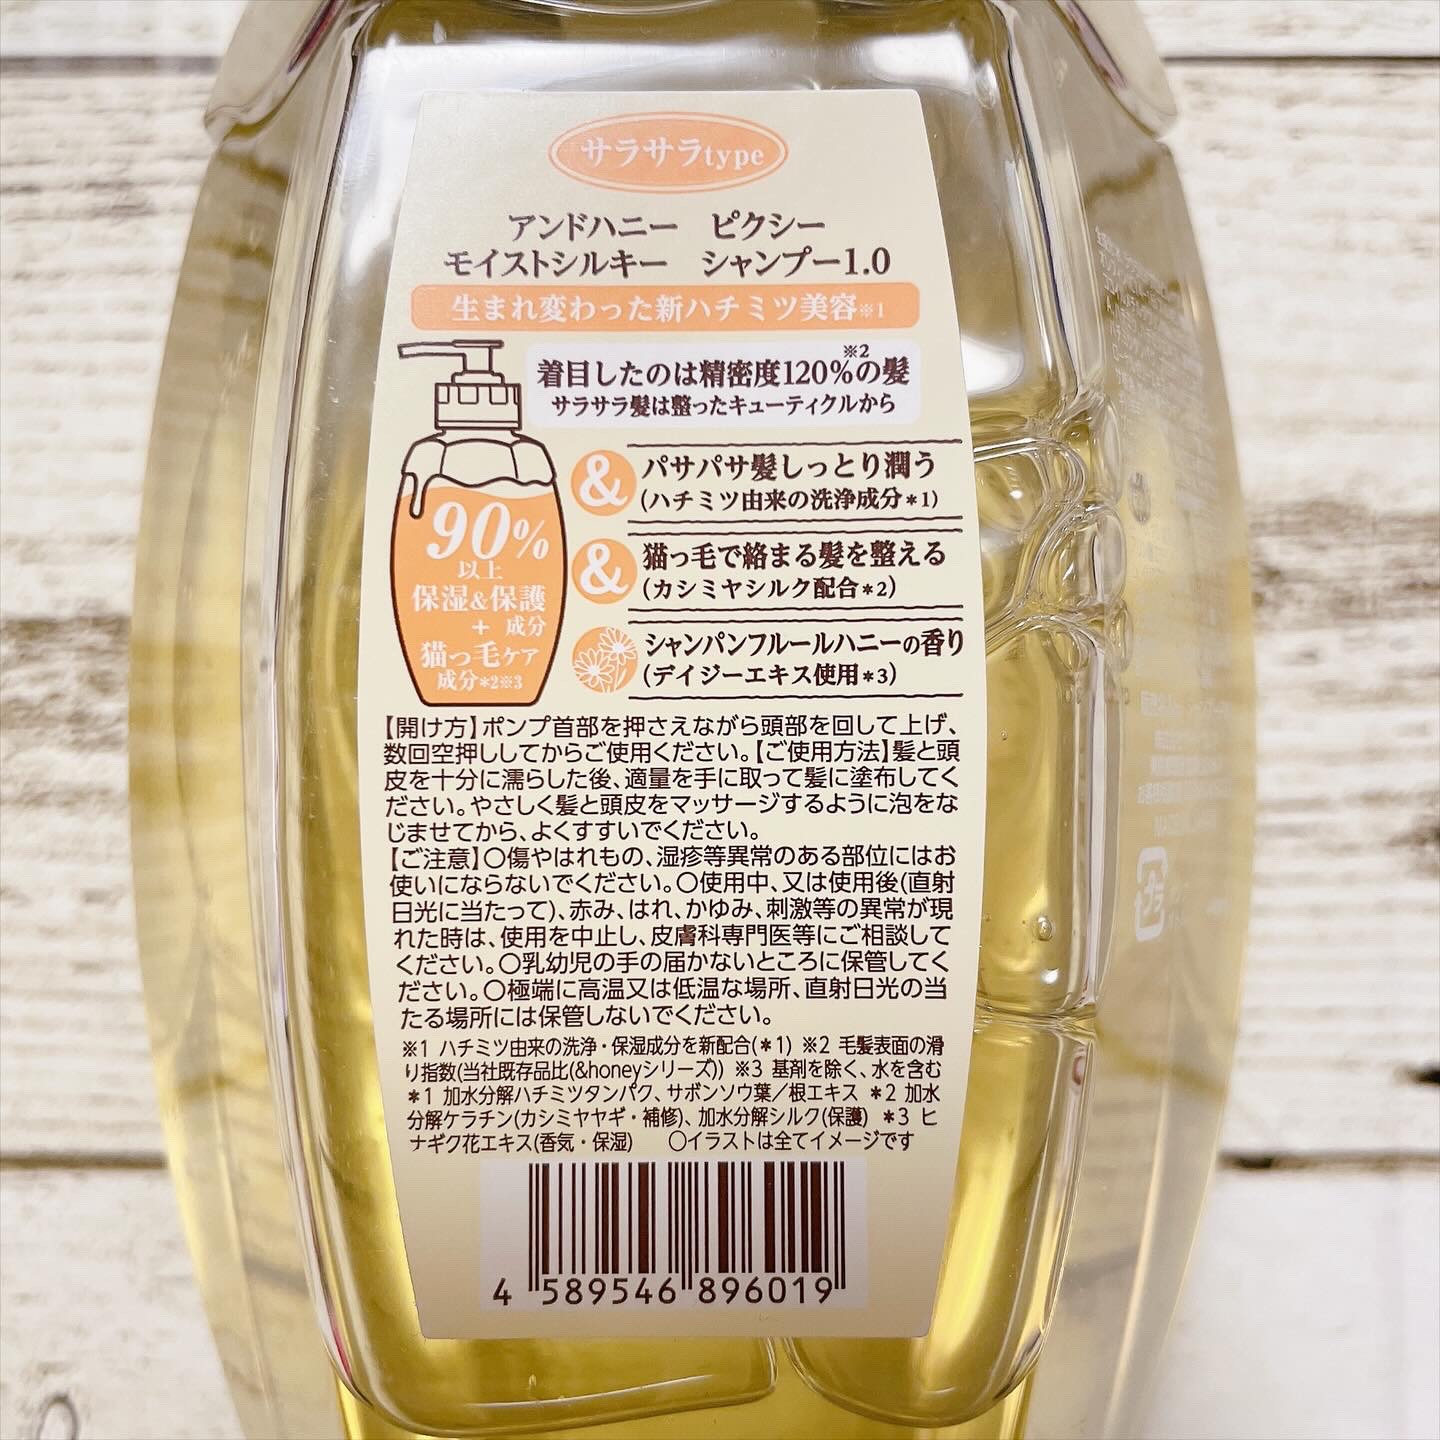 サラサラtype
アンドハニー ピクシー
モイストシルキー シャンプー1.0
生まれ変わった新ハチミツ美容※1
着目したのは精密度120%※2の髪
サラサラ髪は整ったキューティクルから
& パサパサ髪しっとり潤う
(ハチミツ由来の洗浄成分*1)
& 猫っ毛で絡まる髪を整える
(カシミヤシルク配合*2)
シャンパンフルールハニーの香り
(デイジーエキス使用*3)
90%
以上
保湿&保護
+ 成分
猫っ毛ケア
成分*2※3
【開け方】ポンプ首部を押さえながら頭部を回して上げ、
数回空押ししてからご使用ください。【ご使用方法】髪と頭
皮を十分に濡らした後、適量を手に取って髪に塗布してく
ださい。やさしく髪と頭皮をマッサージするように泡をな
じませてから、よくすすいでください。
【ご注意】〇傷やはれもの、湿疹等異常のある部位にはお
使いにならないでください。〇使用中、又は使用後(直射
日光に当たって)、赤み、はれ、かゆみ、刺激等の異常が現
れた時は、使用を中止し、皮膚科専門医等にご相談して
ください。〇乳幼児の手の届かないところに保管してく
ださい。〇極端に高温又は低温な場所、直射日光の当
たる場所には保管しないでください。
※1 ハチミツ由来の洗浄・保湿成分を新配合(*1) ※2 毛髪表面の滑
り指数(当社既存品比(&honeyシリーズ)) ※3 基剤を除く、水を含む
*1 加水分解ハチミツタンパク、サボンソウ葉/根エキス *2 加水
分解ケラチン(カシミヤヤギ・補修)、加水分解シルク(保護) *3 ヒ
ナギク花エキス(香気・保湿) 〇イラストは全てイメージです
4 589546 896019
プラ